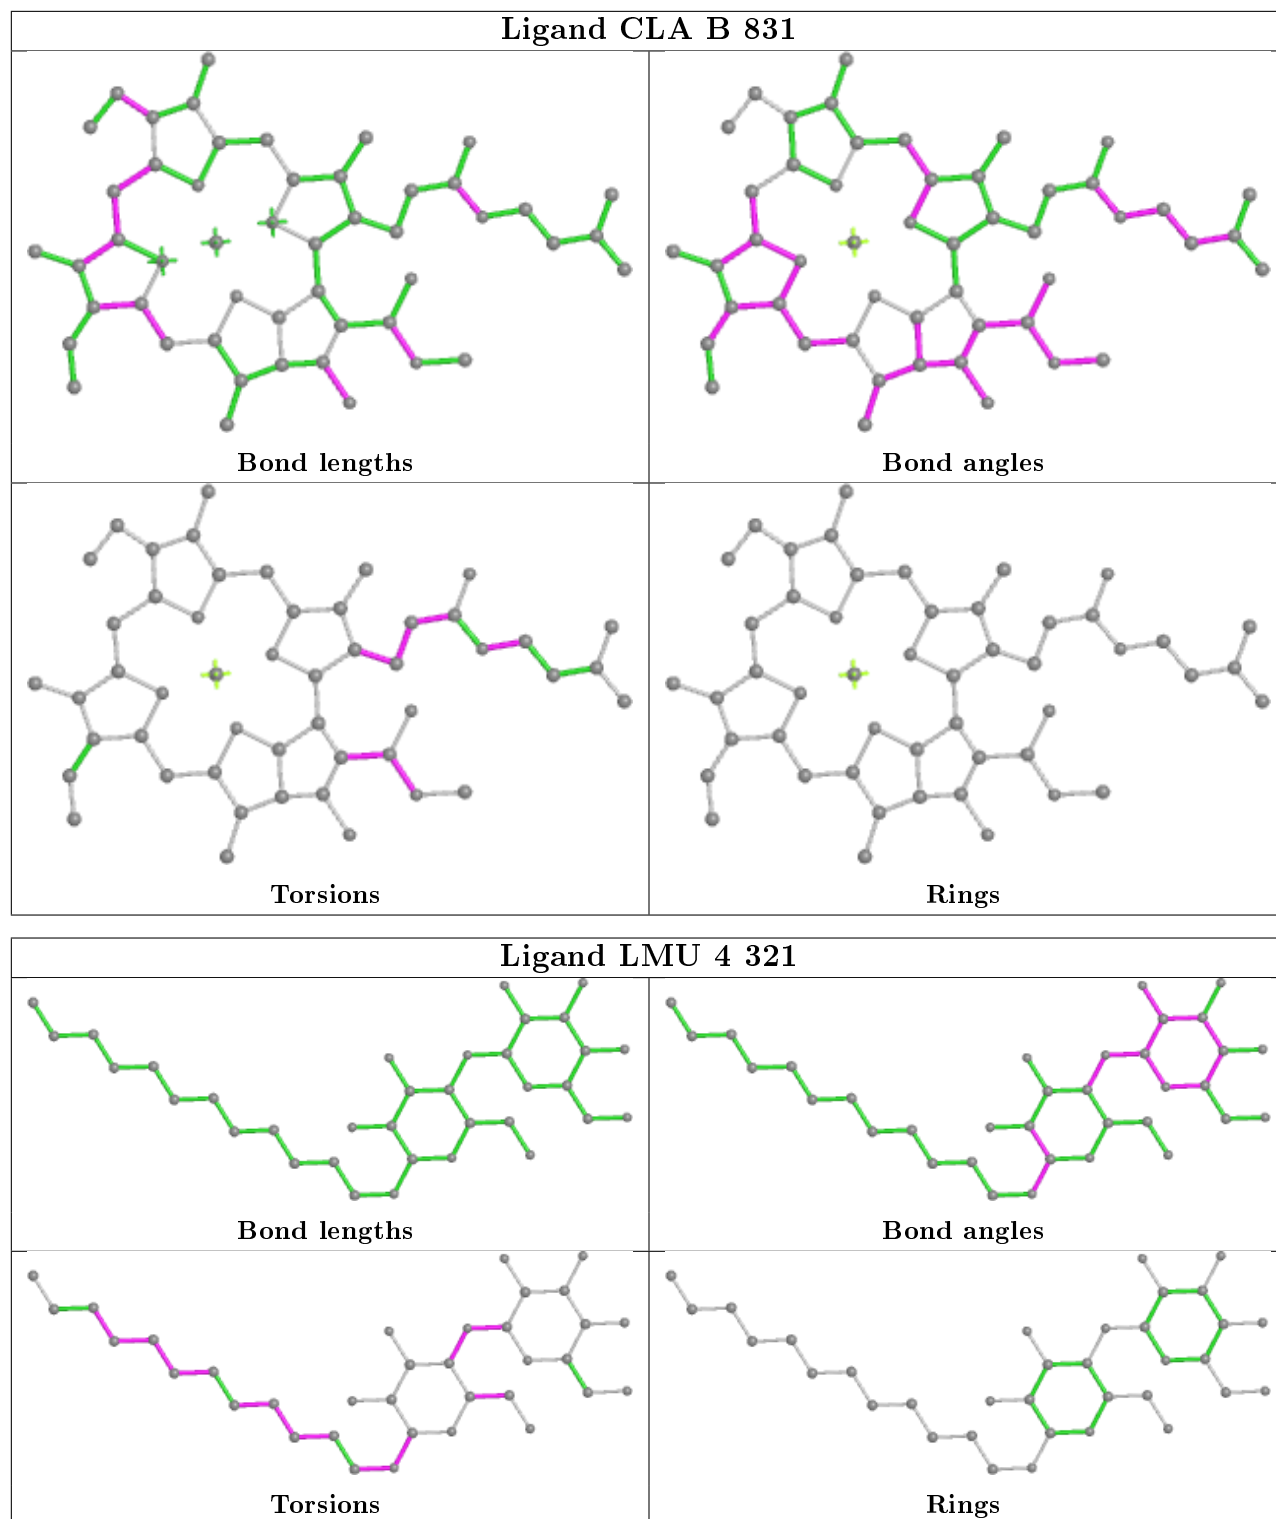 Ligand CLA B 831
Bond lengths
Bond angles
Torsions
Rings
Ligand LMU 4 321
Bond lengths
Bond angles
Torsions
Rings